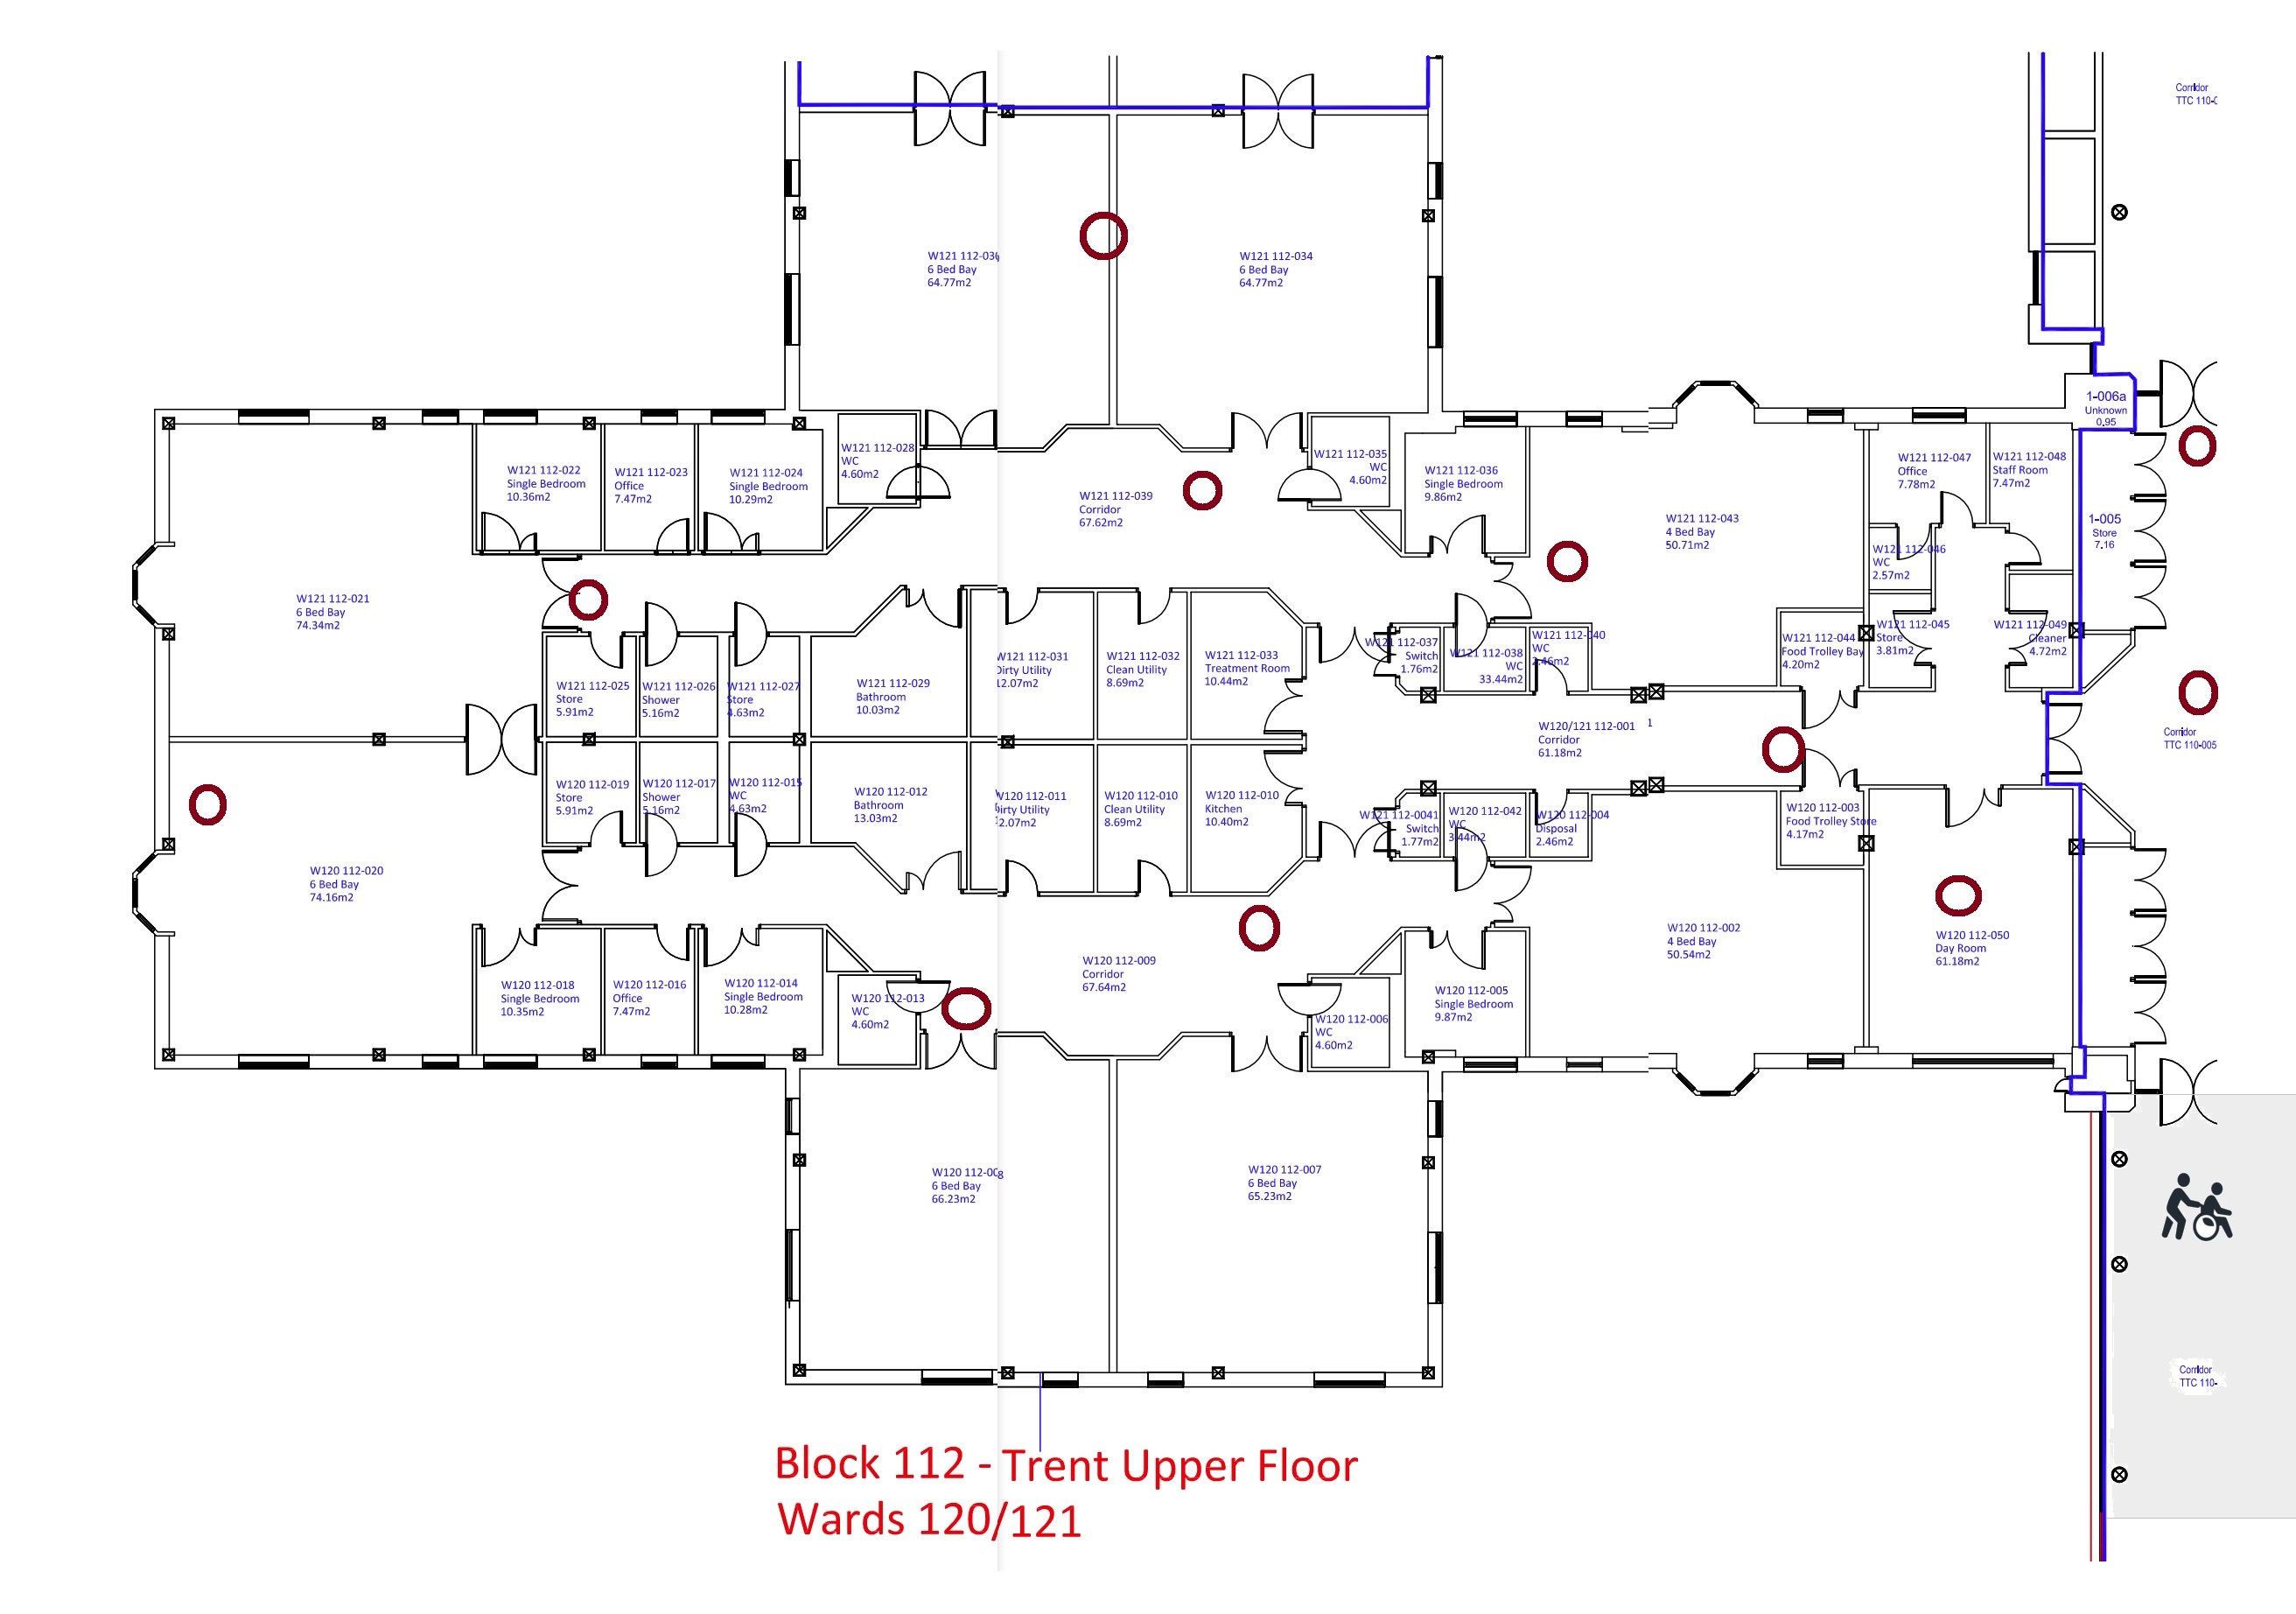 Corridor
TTC 110-
W121 112-03
6 Bed Bay
64.77m2
W121 112-034
6 Bed Bay
64.77m2
1-006a
Unknown
0.95
W121 112-022
Single Bedroom
10.36m2
W121 112-023
Office
7.47m2
W121 112-024
Single Bedroom
10.29m2
W121 112-028
WC
4.60m2
W121 112-039
Corridor
67.62m2
W121 112-035
WC
4.60m2
W121 112-036
Single Bedroom
9.86m2
W121 112-043
4 Bed Bay
50.71m2
W121 112-047
Office
7.78m2
W121 112-048
Staff Room
7.47m2
1-005
Store
7.16
W121 112-046
WC
2.57m2
W121 112-021
6 Bed Bay
74.34m2
W121 112-025
Store
5.91m2
W121 112-026
Shower
5.16m2
W121 112-027
Store
4.63m2
W121 112-029
Bathroom
10.03m2
W121 112-031
Dirty Utility
12.07m2
W121 112-032
Clean Utility
8.69m2
W121 112-033
Treatment Room
10.44m2
W121 112-037
Switch
1.76m2
W121 112-038
WC
33.44m2
W121 112-040
WC
2.46m2
W121 112-044
Food Trolley Bay
4.20m2
W121 112-045
Store
3.81m2
W121 112-049
Cleaner
4.72m2
W120/121 112-001
Corridor
61.18m2
1
Corridor
TTC 110-005
W120 112-019
Store
5.91m2
W120 112-017
Shower
5.16m2
W120 112-015
WC
4.63m2
W120 112-012
Bathroom
13.03m2
W120 112-011
Dirty Utility
2.07m2
W120 112-010
Clean Utility
8.69m2
W120 112-010
Kitchen
10.40m2
W121 112-0041
Switch
1.77m2
W120 112-042
WC
3.44m2
W120 112-004
Disposal
2.46m2
W120 112-003
Food Trolley Store
4.17m2
W120 112-020
6 Bed Bay
74.16m2
W120 112-018
Single Bedroom
10.35m2
W120 112-016
Office
7.47m2
W120 112-014
Single Bedroom
10.28m2
W120 112-013
WC
4.60m2
W120 112-009
Corridor
67.64m2
W120 112-006
WC
4.60m2
W120 112-005
Single Bedroom
9.87m2
W120 112-002
4 Bed Bay
50.54m2
W120 112-050
Day Room
61.18m2
W120 112-008
6 Bed Bay
66.23m2
W120 112-007
6 Bed Bay
65.23m2
Corridor
TTC 110-
Block 112 - Trent Upper Floor
Wards 120/121